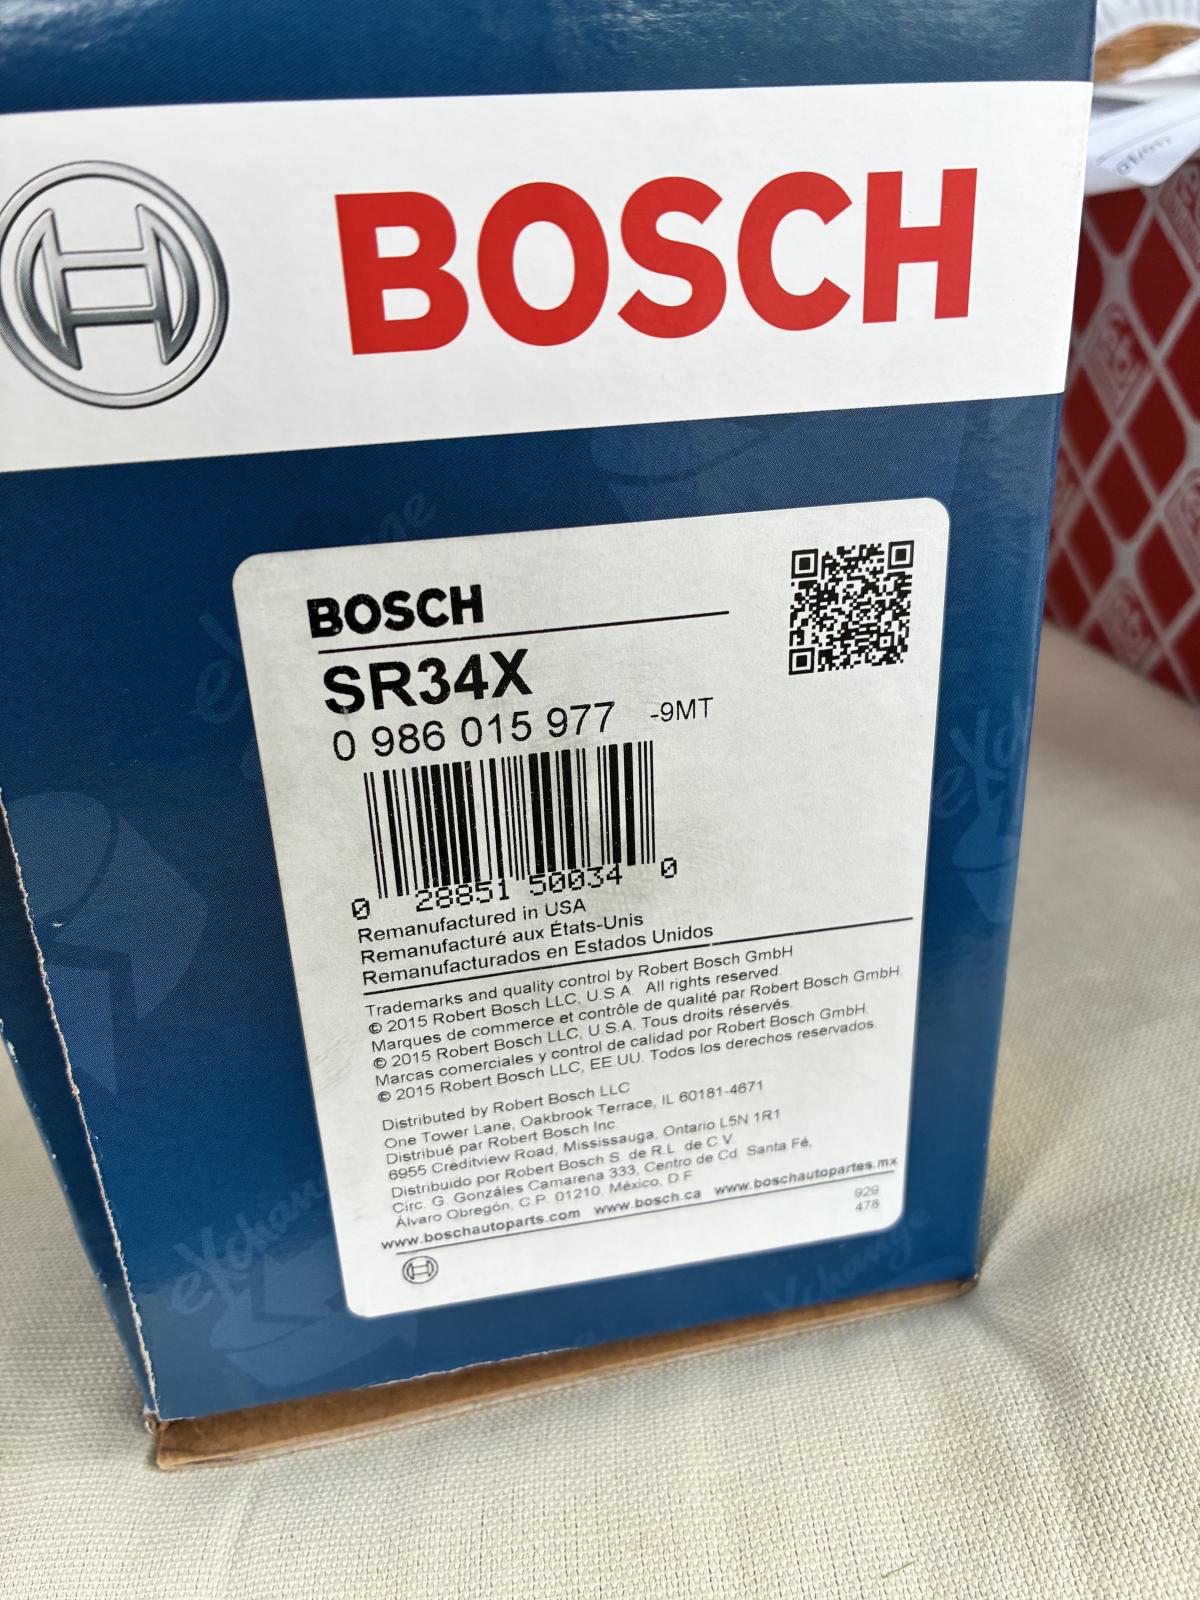 BOSCH
BOSCH
SR34X
0 986 015 977 -9MT
0 28851 50034 0
Remanufactured in USA
Remanufacturé aux États-Unis
Remanufacturados en Estados Unidos
Trademarks and quality control by Robert Bosch GmbH
© 2015 Robert Bosch LLC, U.S.A. All rights reserved.
Marques de commerce et contrôle de qualité par Robert Bosch GmbH.
© 2015 Robert Bosch LLC, U.S.A. Tous droits réservés.
Marcas comerciales y control de calidad por Robert Bosch GmbH.
© 2015 Robert Bosch LLC, EE.UU. Todos los derechos reservados.
Distributed by Robert Bosch LLC
One Tower Lane, Oakbrook Terrace, IL 60181-4671
Distribué par Robert Bosch Inc.
6955 Creditview Road, Mississauga, Ontario L5N 1R1
Distribuido por Robert Bosch S. de R.L. de C.V.
Circ. G. Gonzáles Camarena 333, Centro de Cd. Santa Fé,
Álvaro Obregón, C.P. 01210, México, D.F.
www.boschautoparts.com www.bosch.ca www.boschautopartes.mx
929
478
eXchange